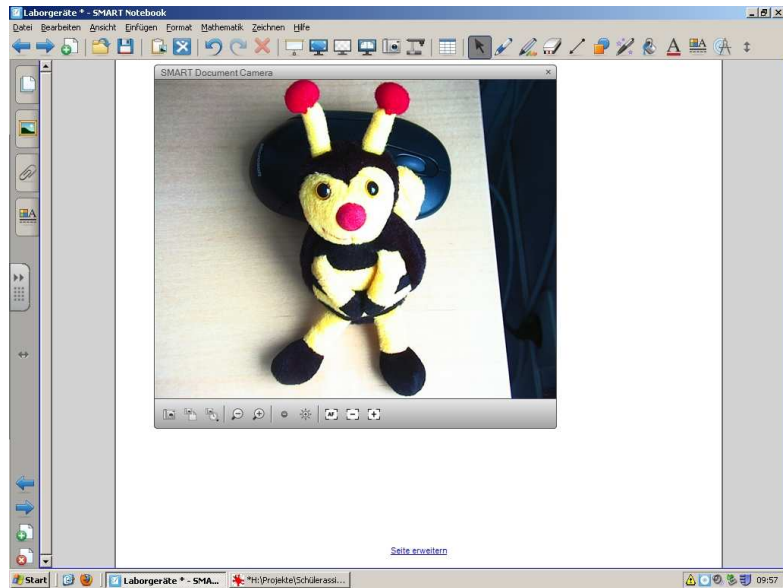 Laborgeräte * - SMART Notebook
Datei Bearbeiten Ansicht Einfügen Format Mathematik Zeichnen Hilfe
SMART Document Camera
AF
Seite erweitern
Start
Laborgeräte * - SMA...
*H:\Projekte\Schülerassi...
09:57